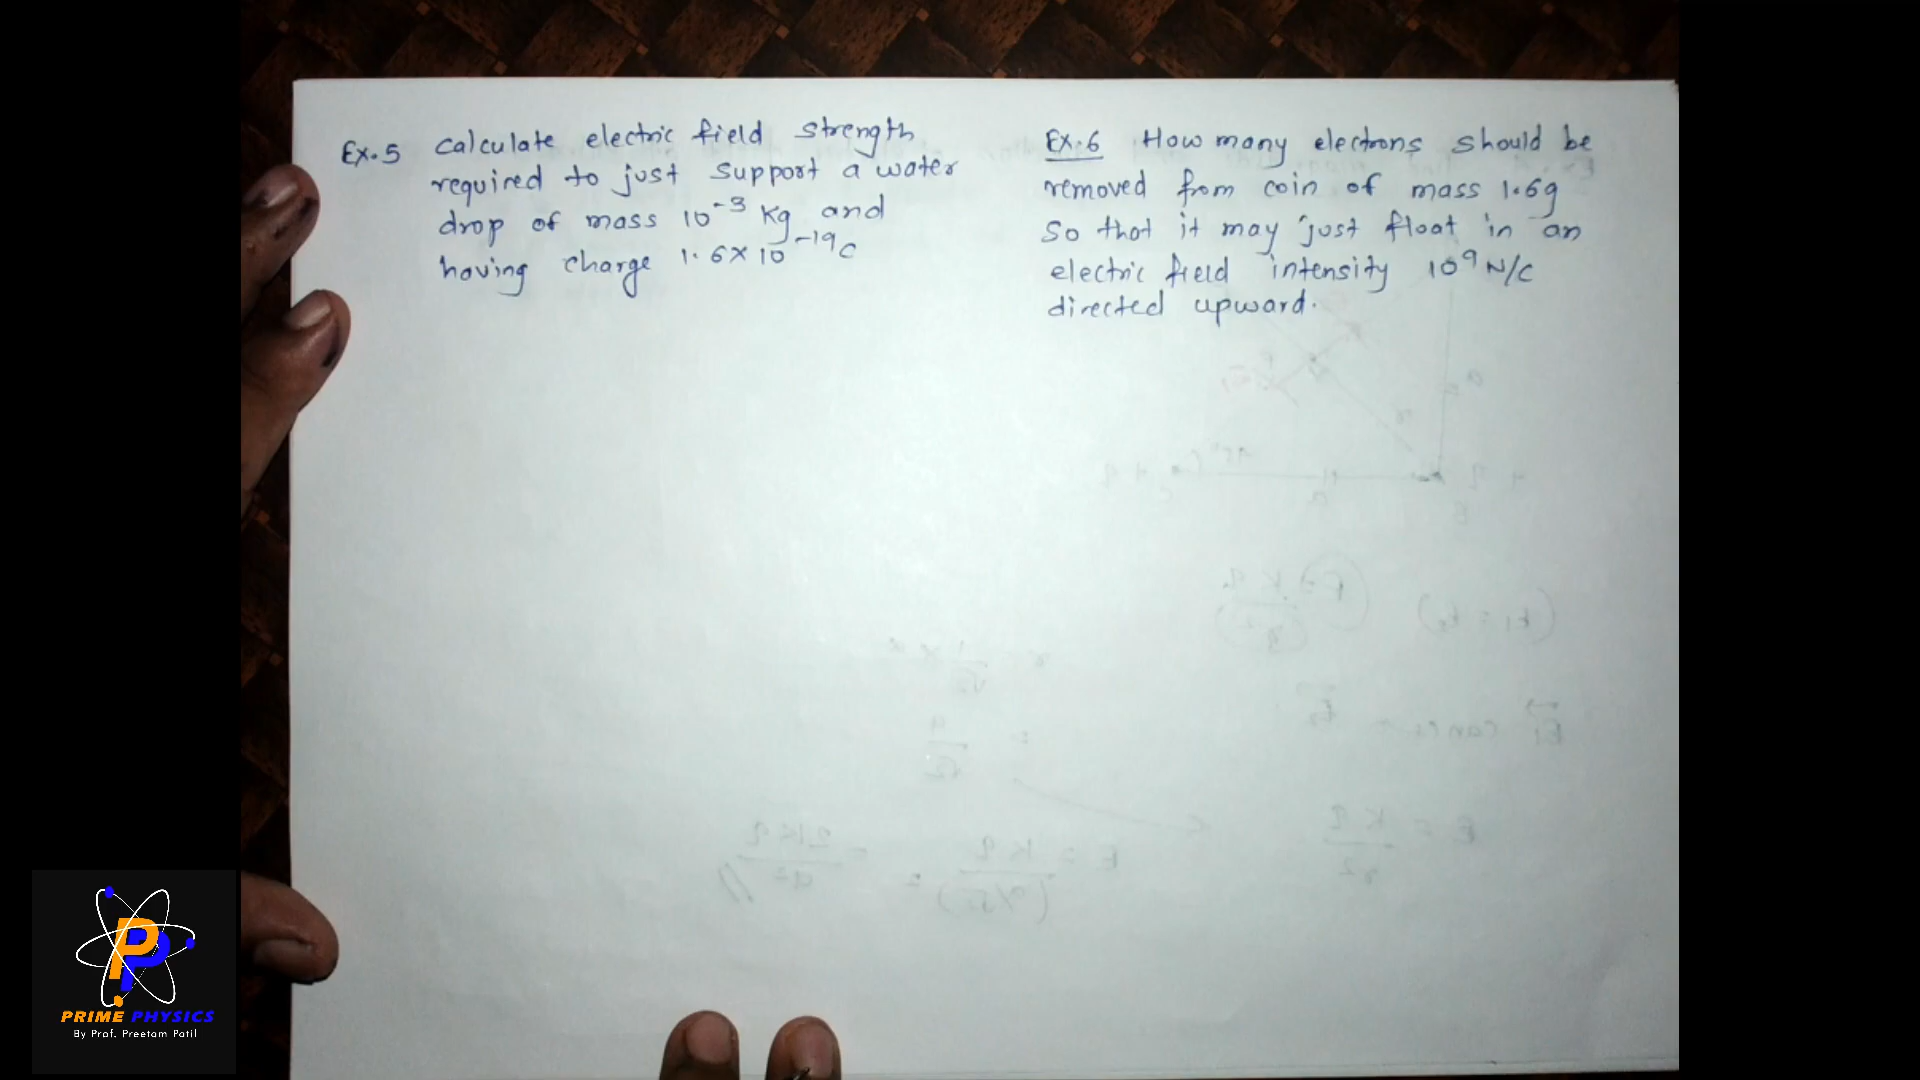 Ex.5 Calculate electric field strength
required to just support a water
drop of mass 10⁻³ kg and
having charge 1.6×10⁻¹⁹C
Ex.6 How many electrons should be
removed from coin of mass 1.6g
So that it may just float in an
electric field intensity 10⁹ N/C
directed upward.
PRIME PHYSICS
By Prof. Preetam Patil